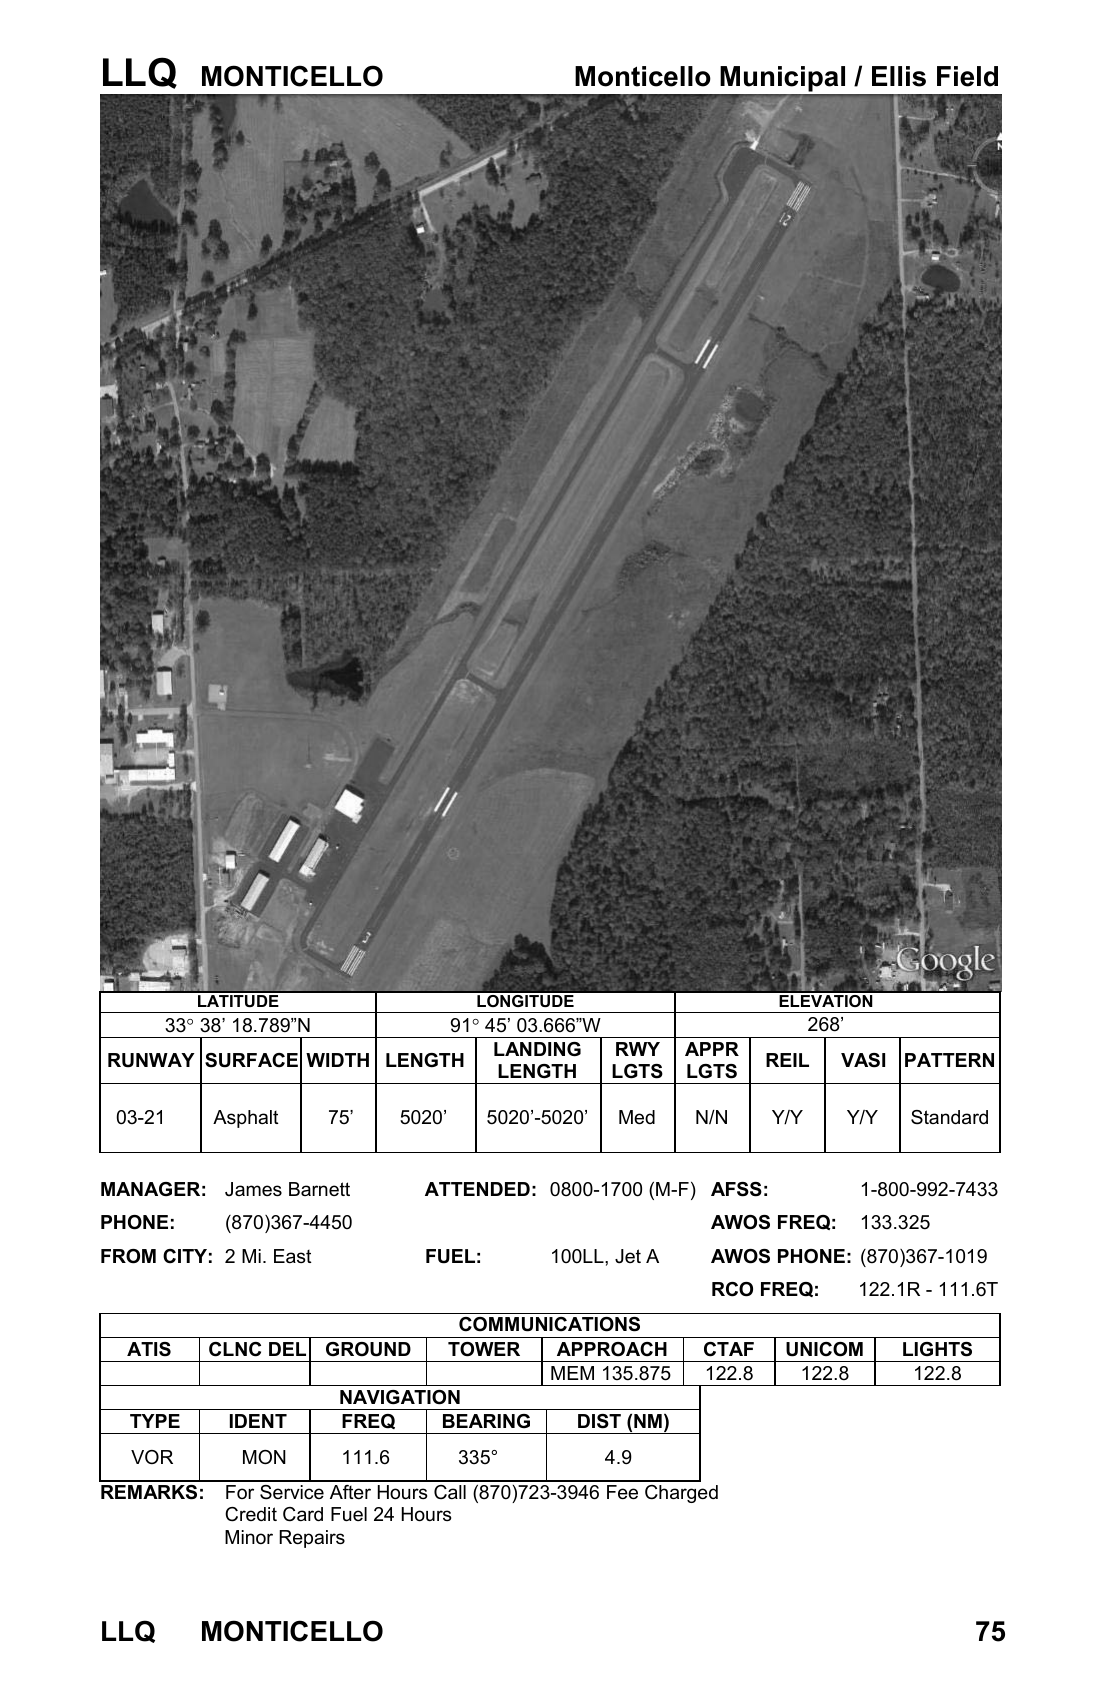 LLQ MONTICELLO Monticello Municipal / Ellis Field
N
21
3
Google
LATITUDE LONGITUDE ELEVATION
33° 38’ 18.789”N 91° 45’ 03.666”W 268’
RUNWAY SURFACE WIDTH LENGTH LANDING LENGTH RWY LGTS APPR LGTS REIL VASI PATTERN
03-21 Asphalt 75’ 5020’ 5020’-5020’ Med N/N Y/Y Y/Y Standard
MANAGER: James Barnett ATTENDED: 0800-1700 (M-F) AFSS: 1-800-992-7433
PHONE: (870)367-4450 AWOS FREQ: 133.325
FROM CITY: 2 Mi. East FUEL: 100LL, Jet A AWOS PHONE: (870)367-1019
RCO FREQ: 122.1R - 111.6T
COMMUNICATIONS
ATIS CLNC DEL GROUND TOWER APPROACH CTAF UNICOM LIGHTS
MEM 135.875 122.8 122.8 122.8
NAVIGATION
TYPE IDENT FREQ BEARING DIST (NM)
VOR MON 111.6 335° 4.9
REMARKS: For Service After Hours Call (870)723-3946 Fee Charged
Credit Card Fuel 24 Hours
Minor Repairs
LLQ MONTICELLO 75